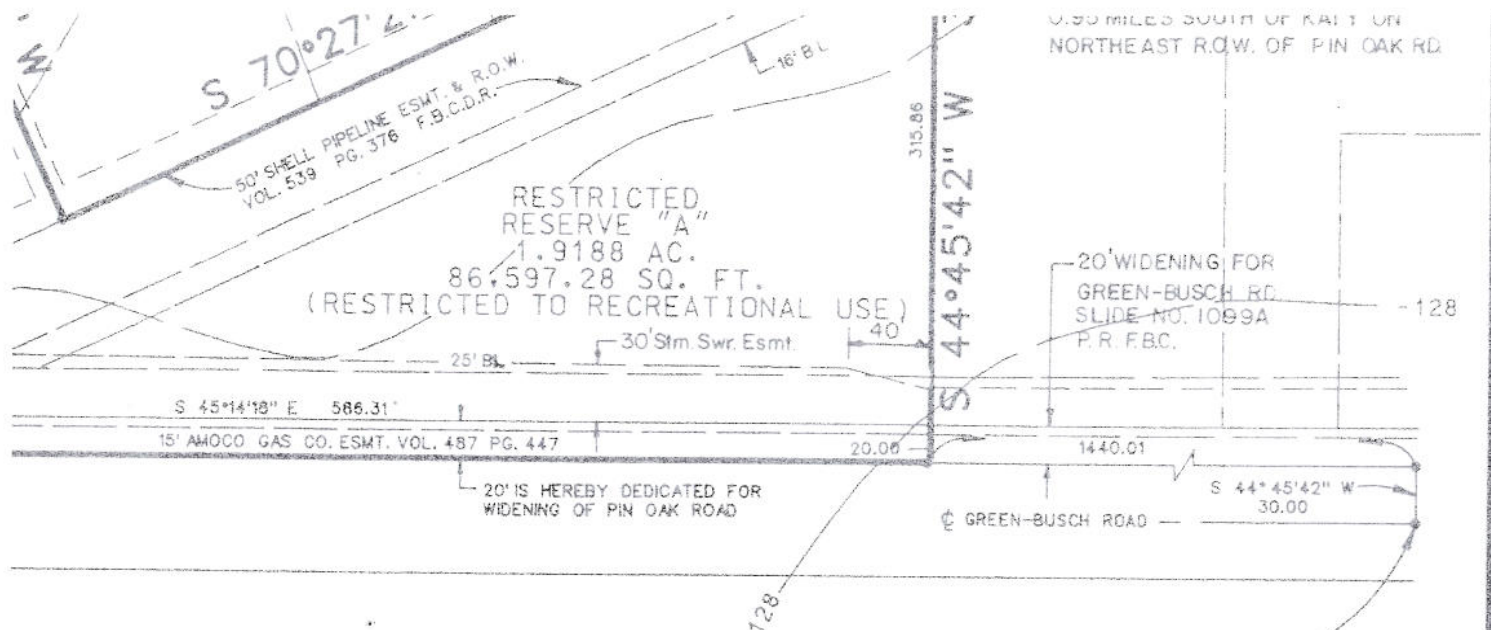 0.95 MILES SOUTH OF KATY ON
NORTHEAST R.O.W. OF PIN OAK RD.
S 70°27'2
16' B L
50' SHELL PIPELINE ESMT. & R.O.W.
VOL. 539 PG. 376 F.B.C.D.R.
315.86
S 44°45'42" W
RESTRICTED
RESERVE "A"
1.9188 AC.
86,597.28 SQ. FT.
(RESTRICTED TO RECREATIONAL USE)
20' WIDENING FOR
GREEN-BUSCH RD
SLIDE NO. 1099A
P. R. F.B.C.
128
40'
30' Stm. Swr. Esmt.
25' BL
S 45°14'18" E 586.31'
15' AMOCO GAS CO. ESMT. VOL. 487 PG. 447
20.00
1440.01
20' IS HEREBY DEDICATED FOR
WIDENING OF PIN OAK ROAD
S 44°45'42" W
30.00
℄ GREEN-BUSCH ROAD
128